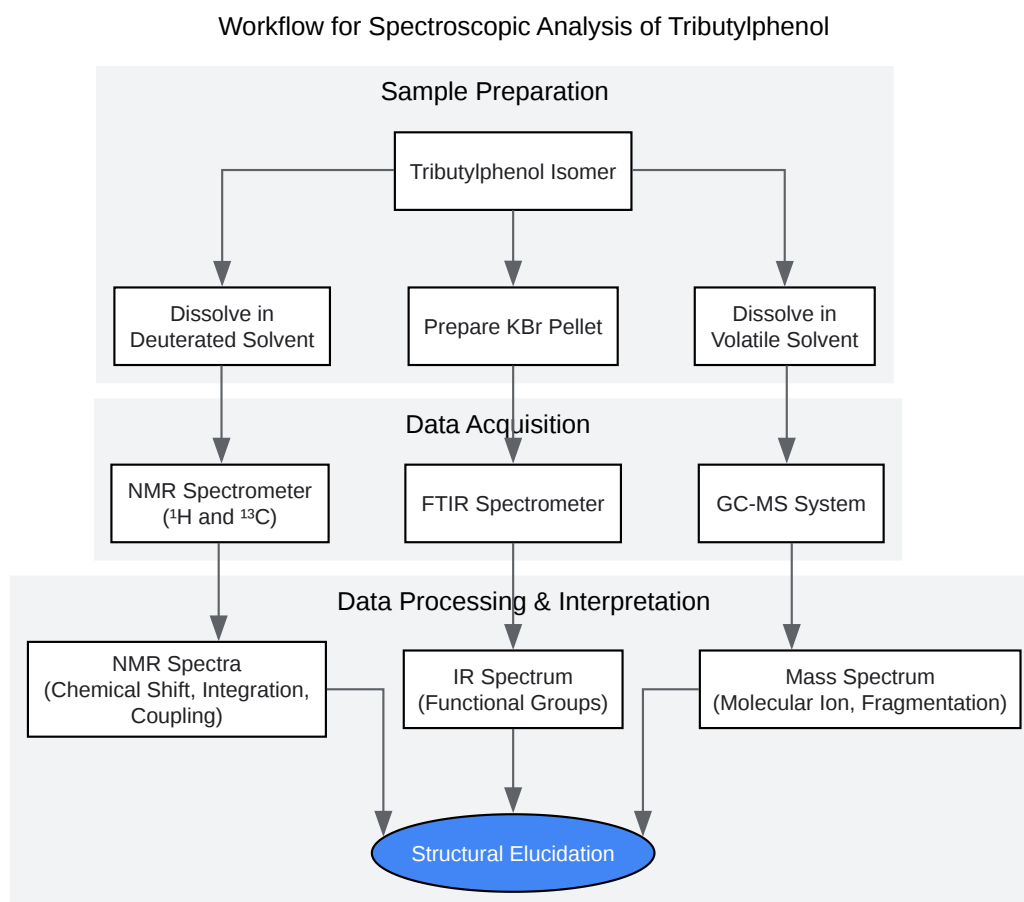 Workflow for Spectroscopic Analysis of Tributylphenol
Sample Preparation
Tributylphenol Isomer
Dissolve in
Deuterated Solvent
Prepare KBr Pellet
Dissolve in
Volatile Solvent
Data Acquisition
NMR Spectrometer
(¹H and ¹³C)
FTIR Spectrometer
GC-MS System
Data Processing & Interpretation
NMR Spectra
(Chemical Shift, Integration,
Coupling)
IR Spectrum
(Functional Groups)
Mass Spectrum
(Molecular Ion, Fragmentation)
Structural Elucidation